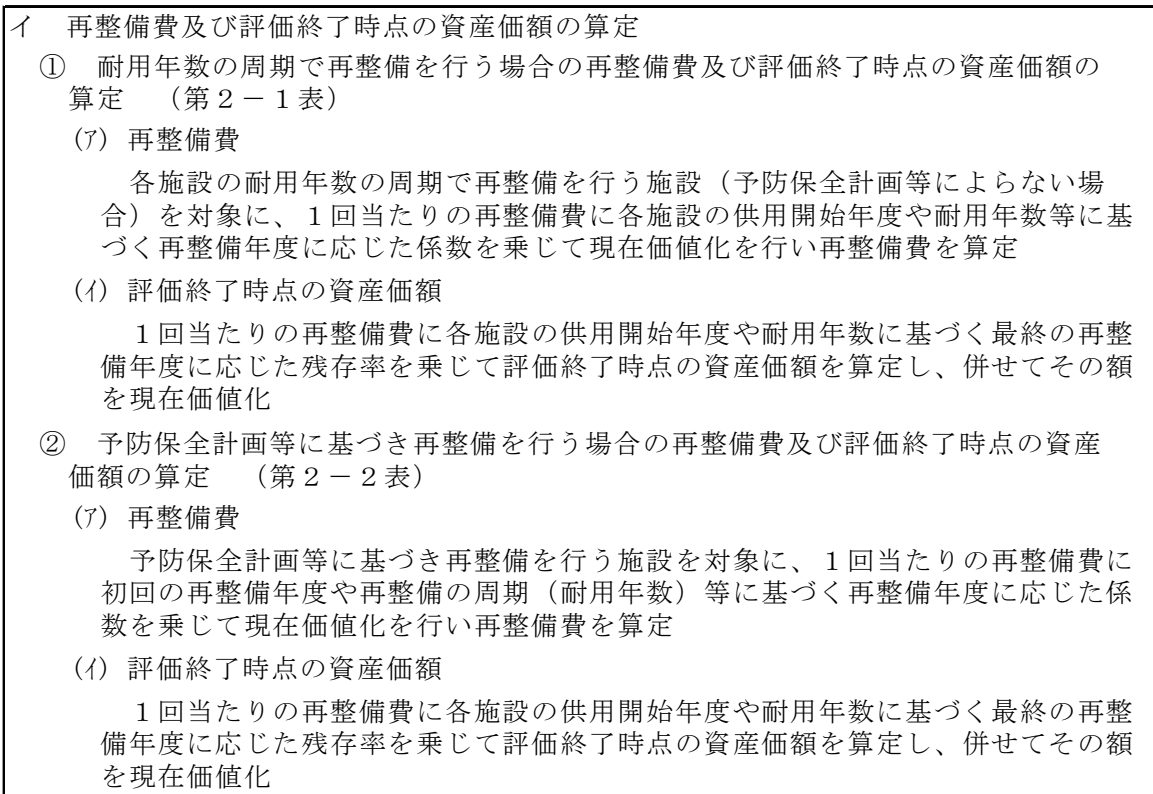 イ　再整備費及び評価終了時点の資産価額の算定
①　耐用年数の周期で再整備を行う場合の再整備費及び評価終了時点の資産価額の
算定　（第２－１表）
(ｱ) 再整備費
各施設の耐用年数の周期で再整備を行う施設（予防保全計画等によらない場
合）を対象に、１回当たりの再整備費に各施設の供用開始年度や耐用年数等に基
づく再整備年度に応じた係数を乗じて現在価値化を行い再整備費を算定
(ｲ) 評価終了時点の資産価額
１回当たりの再整備費に各施設の供用開始年度や耐用年数に基づく最終の再整
備年度に応じた残存率を乗じて評価終了時点の資産価額を算定し、併せてその額
を現在価値化
②　予防保全計画等に基づき再整備を行う場合の再整備費及び評価終了時点の資産
価額の算定　（第２－２表）
(ｱ) 再整備費
予防保全計画等に基づき再整備を行う施設を対象に、１回当たりの再整備費に
初回の再整備年度や再整備の周期（耐用年数）等に基づく再整備年度に応じた係
数を乗じて現在価値化を行い再整備費を算定
(ｲ) 評価終了時点の資産価額
１回当たりの再整備費に各施設の供用開始年度や耐用年数に基づく最終の再整
備年度に応じた残存率を乗じて評価終了時点の資産価額を算定し、併せてその額
を現在価値化